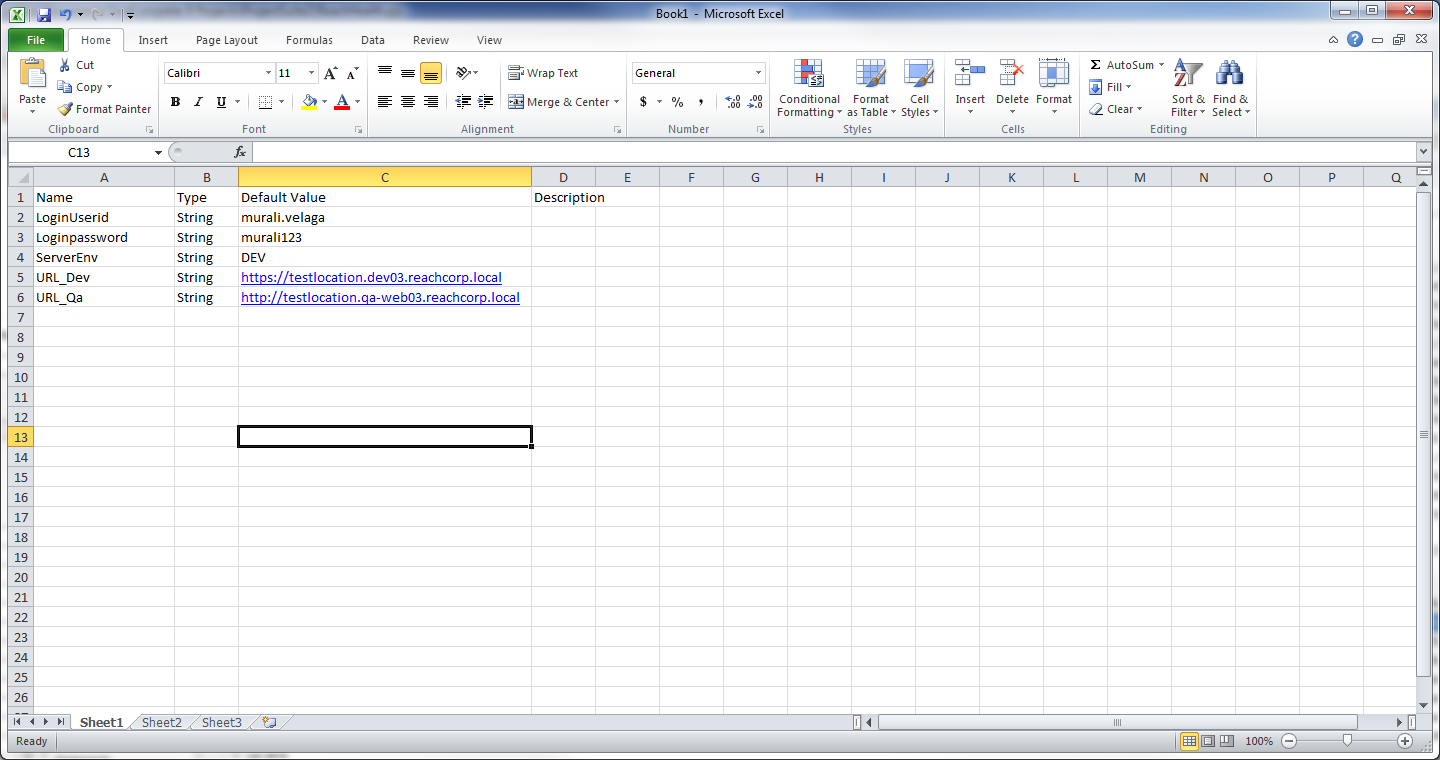 Book1 - Microsoft Excel
File Home Insert Page Layout Formulas Data Review View
Paste
Cut
Copy
Format Painter
Clipboard
Calibri 11
B I U
Font
Wrap Text
Merge & Center
Alignment
General
$ % ,
Number
Conditional Formatting
Format as Table
Cell Styles
Styles
Insert Delete Format
Cells
Σ AutoSum
Fill
Clear
Sort & Filter
Find & Select
Editing
C13 fx
A B C D E F G H I J K L M N O P Q
1 Name Type Default Value Description
2 LoginUserid String murali.velaga
3 Loginpassword String murali123
4 ServerEnv String DEV
5 URL_Dev String https://testlocation.dev03.reachcorp.local
6 URL_Qa String http://testlocation.qa-web03.reachcorp.local
7
8
9
10
11
12
13
14
15
16
17
18
19
20
21
22
23
24
25
26
Sheet1 Sheet2 Sheet3
Ready 100%